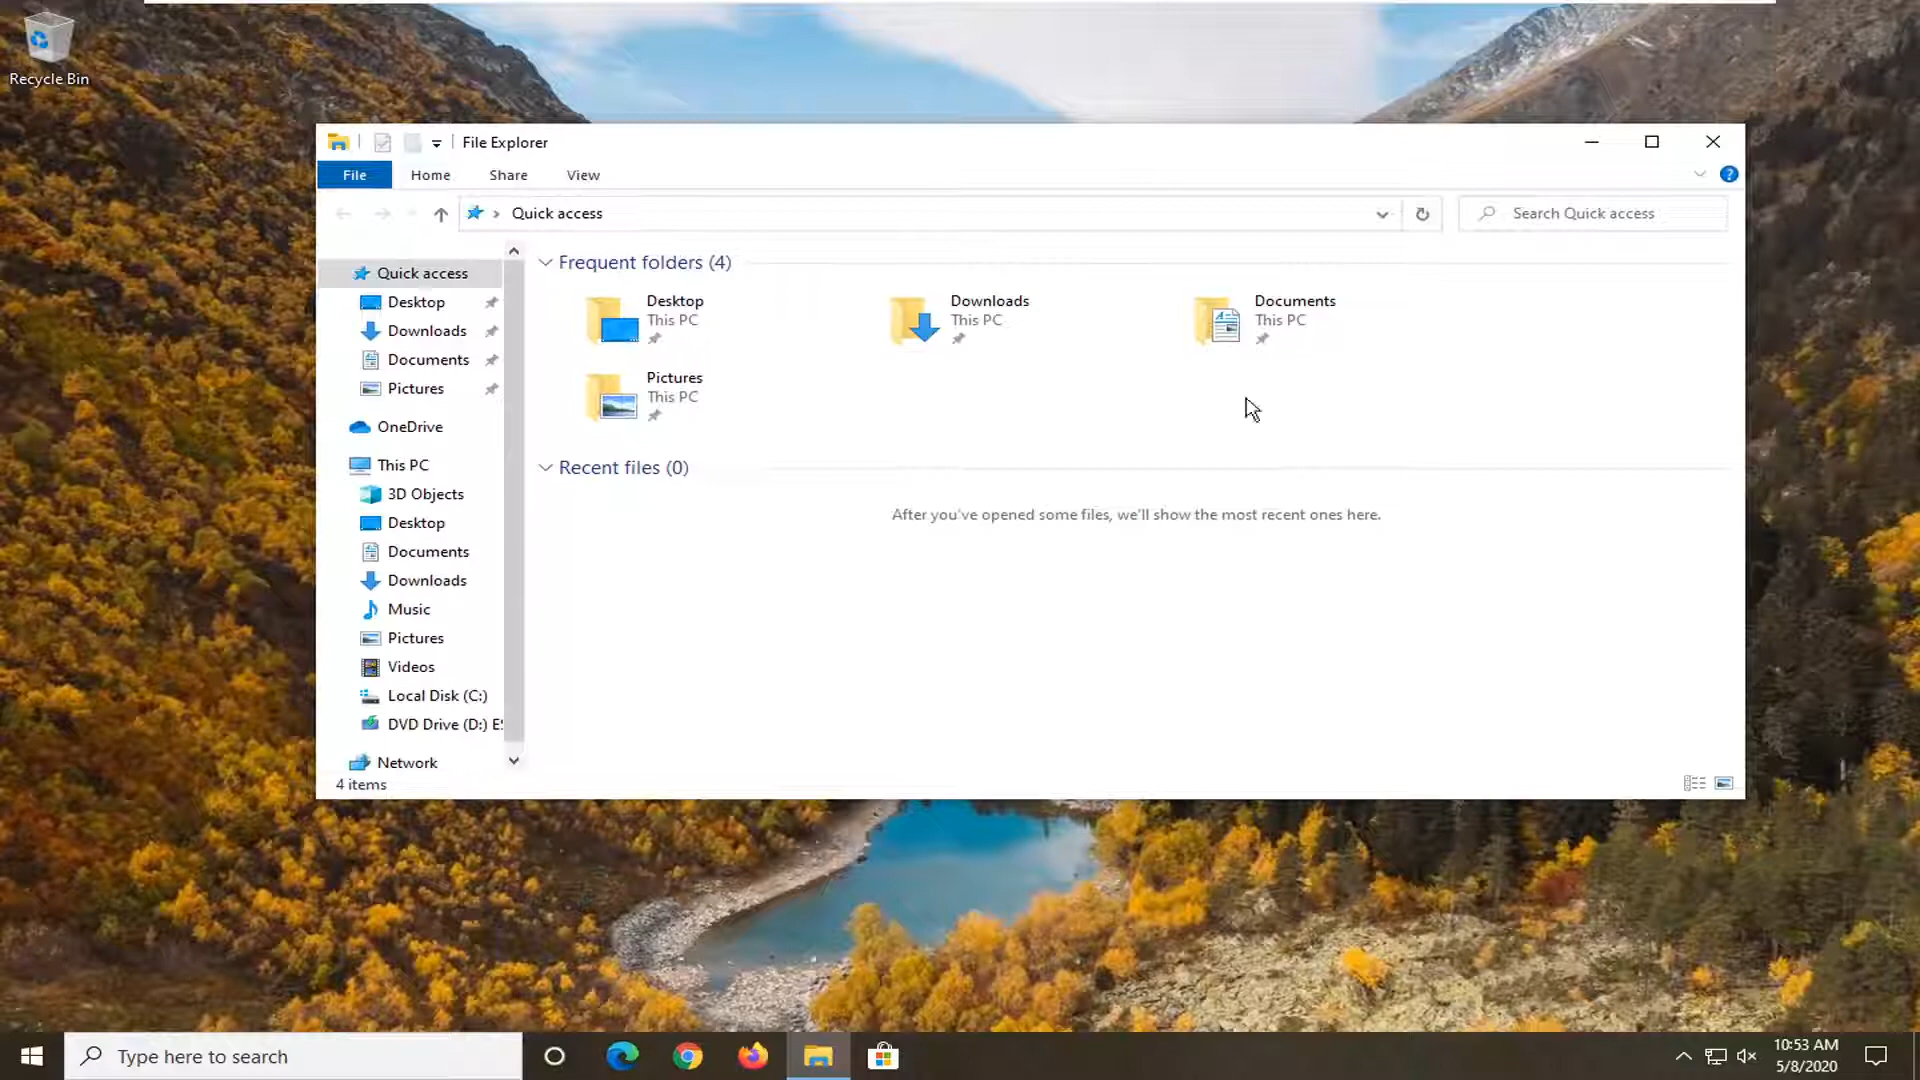 Recycle Bin
File Explorer
File
Home
Share
View
Quick access
Search Quick access
Quick access
Desktop
Downloads
Documents
Pictures
OneDrive
This PC
3D Objects
Desktop
Documents
Downloads
Music
Pictures
Videos
Local Disk (C:)
DVD Drive (D:) E
Network
Frequent folders (4)
Desktop
This PC
Downloads
This PC
Documents
This PC
Pictures
This PC
Recent files (0)
After you've opened some files, we'll show the most recent ones here.
4 items
Type here to search
10:53 AM
5/8/2020